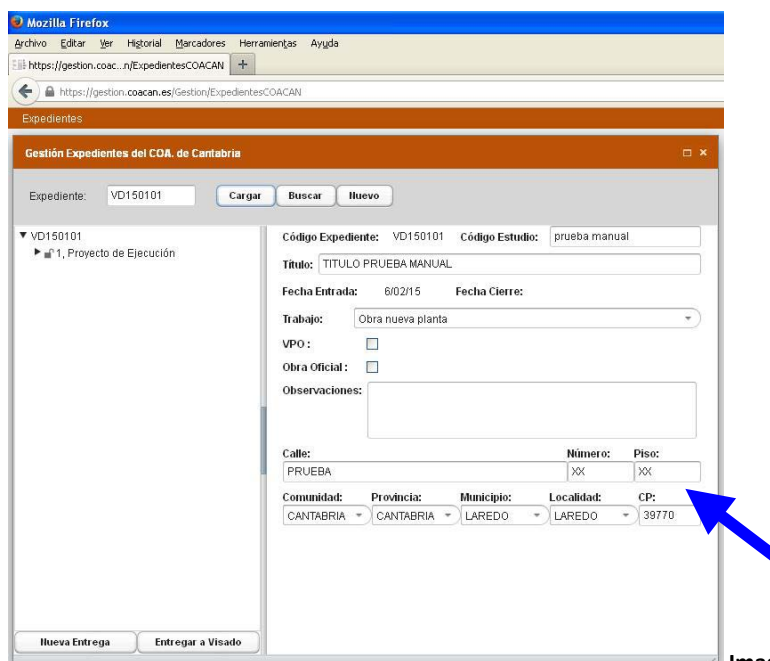 Mozilla Firefox
Archivo Editar Ver Historial Marcadores Herramientas Ayuda
https://gestion.coac...n/ExpedientesCOACAN +
https://gestion.coacan.es/Gestion/ExpedientesCOACAN
Expedientes
Gestión Expedientes del COA. de Cantabria
Expediente: VD150101 Cargar Buscar Nuevo
VD150101
1, Proyecto de Ejecución
Código Expediente: VD150101 Código Estudio: prueba manual
Título: TITULO PRUEBA MANUAL
Fecha Entrada: 6/02/15 Fecha Cierre:
Trabajo: Obra nueva planta
VPO :
Obra Oficial :
Observaciones:
Calle: Número: Piso:
PRUEBA XX XX
Comunidad: Provincia: Municipio: Localidad: CP:
CANTABRIA CANTABRIA LAREDO LAREDO 39770
Nueva Entrega Entregar a Visado